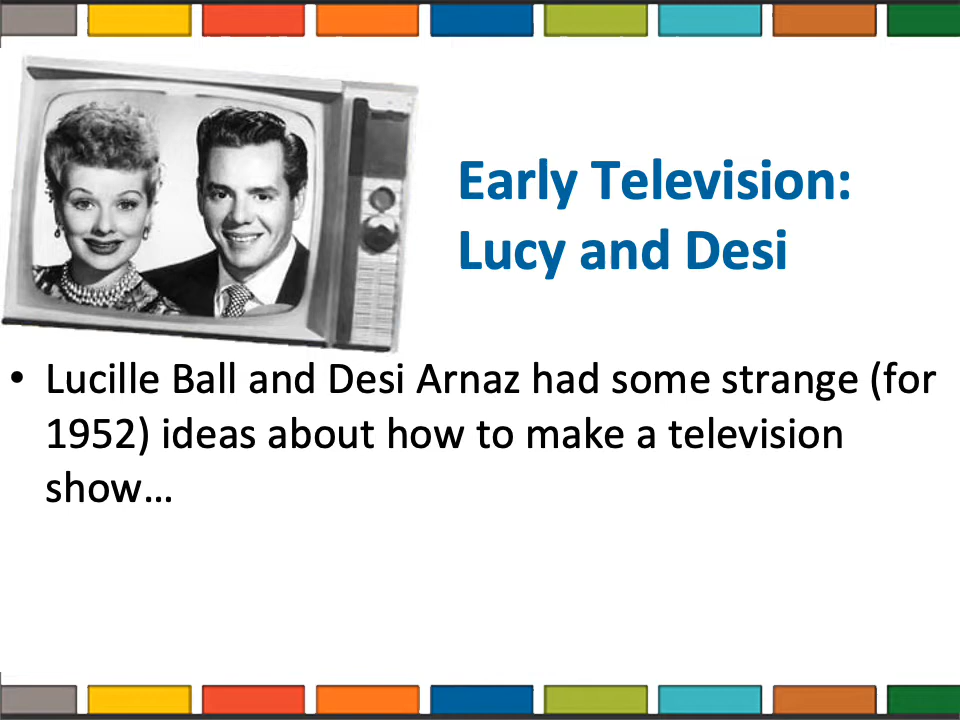 Early Television:
Lucy and Desi
• Lucille Ball and Desi Arnaz had some strange (for
1952) ideas about how to make a television
show…